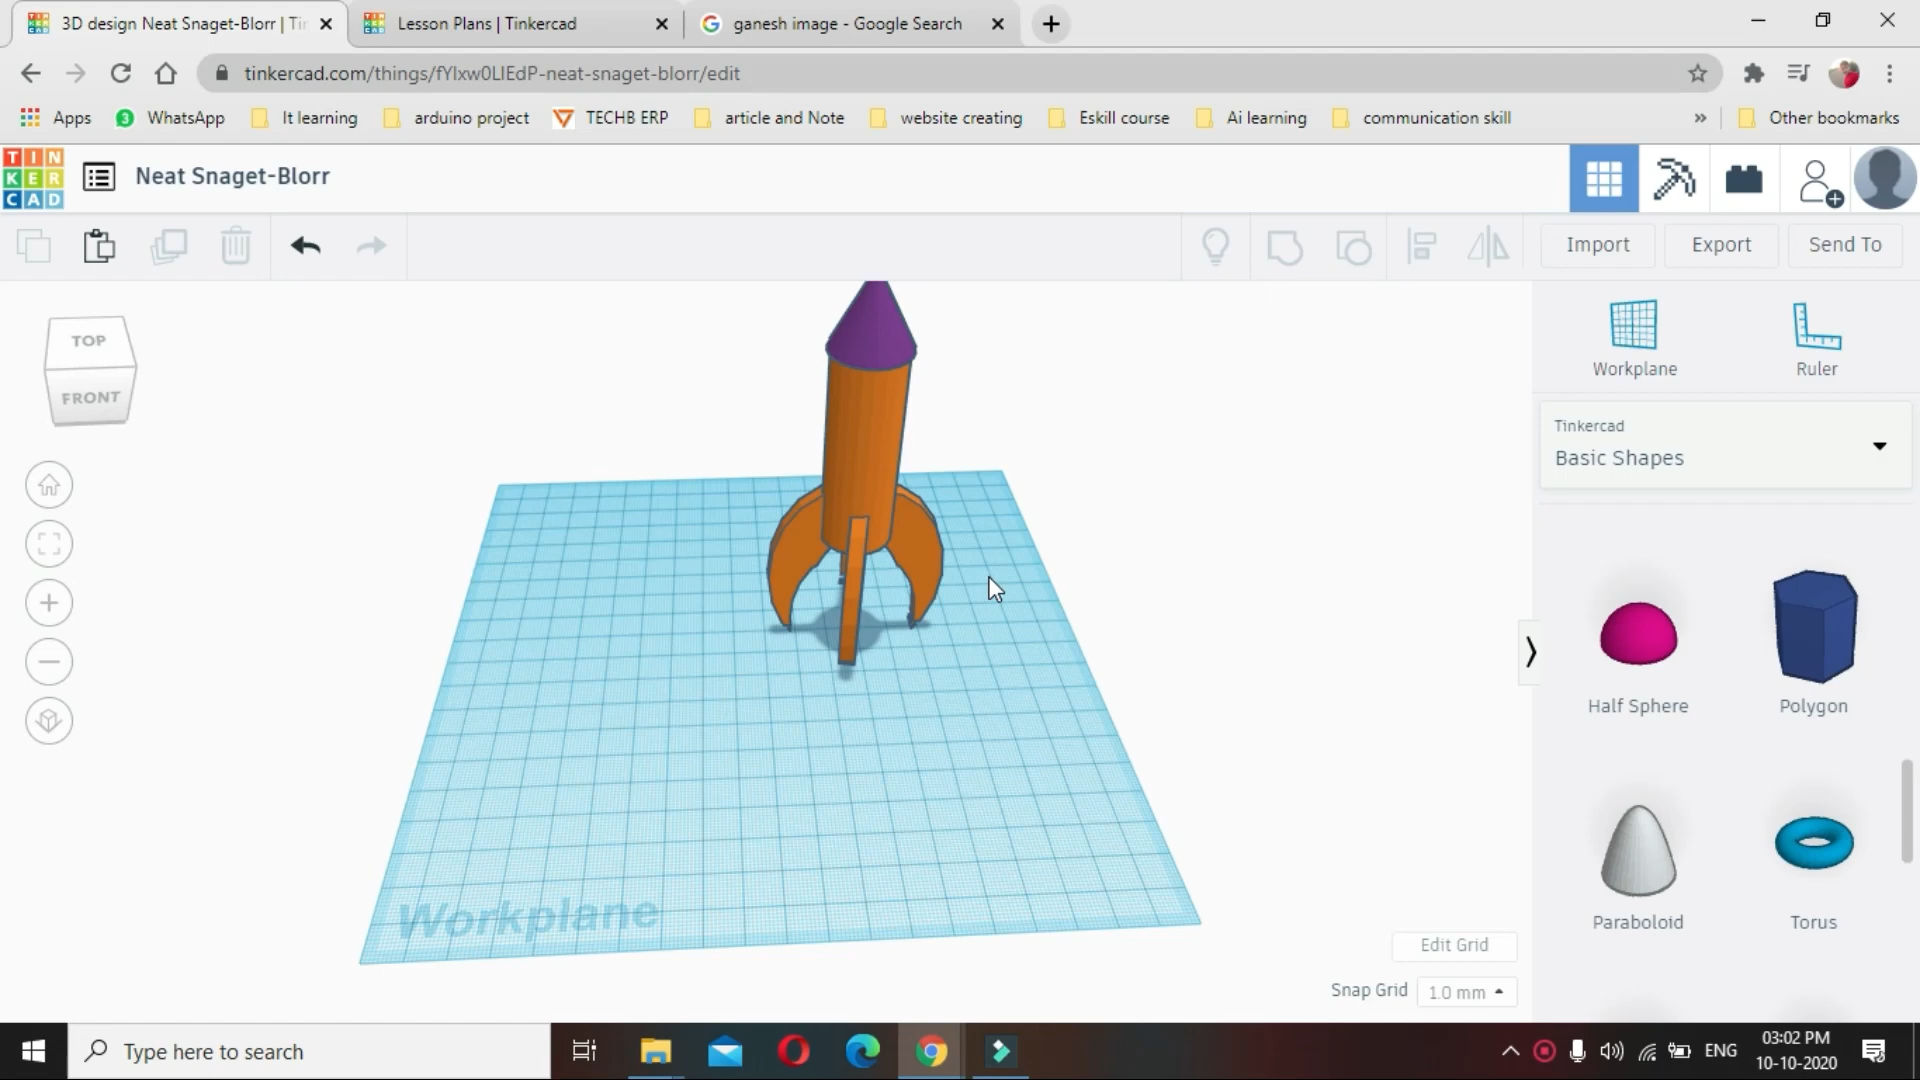 3D design Neat Snaget-Blorr | Tin
Lesson Plans | Tinkercad
ganesh image - Google Search
tinkercad.com/things/fYlxw0LlEdP-neat-snaget-blorr/edit
Apps
3
WhatsApp
It learning
arduino project
TECHB ERP
article and Note
website creating
Eskill course
Ai learning
communication skill
»
Other bookmarks
TIN
KER
CAD
Neat Snaget-Blorr
Import
Export
Send To
TOP
FRONT
Workplane
Ruler
Tinkercad
Basic Shapes
Half Sphere
Polygon
Paraboloid
Torus
Workplane
Edit Grid
Snap Grid
1.0 mm
Type here to search
ENG
03:02 PM
10-10-2020